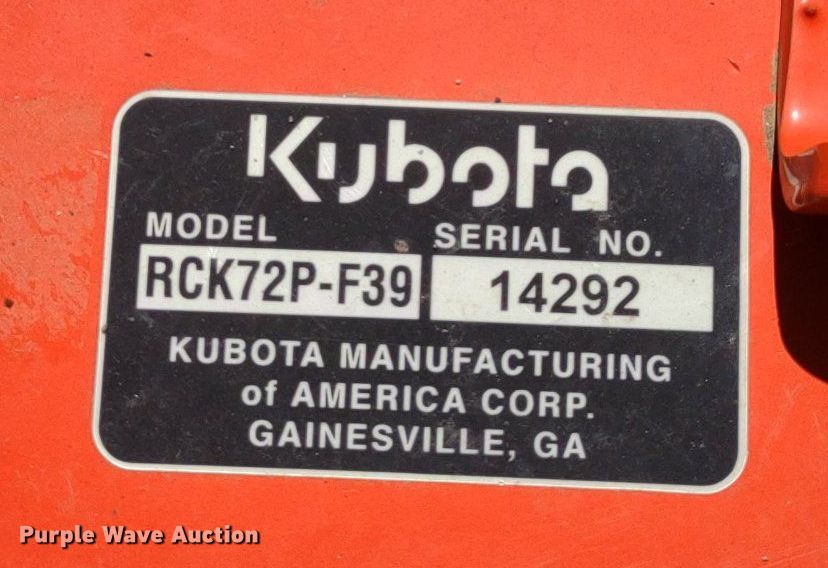 Kubota
MODEL SERIAL NO.
RCK72P-F39 14292
KUBOTA MANUFACTURING
of AMERICA CORP.
GAINESVILLE, GA
Purple Wave Auction